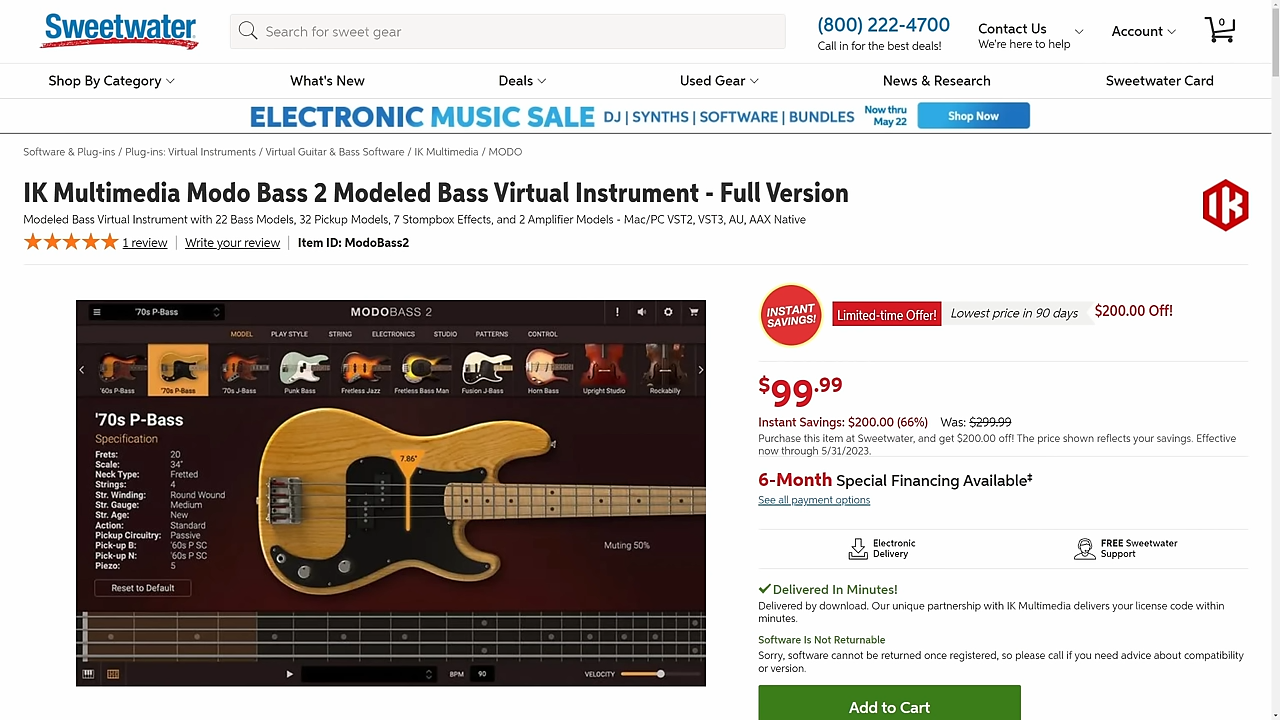 Sweetwater
Search for sweet gear
(800) 222-4700
Call in for the best deals!
Contact Us
We're here to help
Account
0
Shop By Category
What's New
Deals
Used Gear
News & Research
Sweetwater Card
ELECTRONIC MUSIC SALE DJ | SYNTHS | SOFTWARE | BUNDLES
Now thru
May 22
Shop Now
Software & Plug-ins / Plug-ins: Virtual Instruments / Virtual Guitar & Bass Software / IK Multimedia / MODO
IK Multimedia Modo Bass 2 Modeled Bass Virtual Instrument - Full Version
Modeled Bass Virtual Instrument with 22 Bass Models, 32 Pickup Models, 7 Stompbox Effects, and 2 Amplifier Models - Mac/PC VST2, VST3, AU, AAX Native
1 review
Write your review
Item ID: ModoBass2
IK
'70s P-Bass
MODOBASS 2
MODEL
PLAY STYLE
STRING
ELECTRONICS
STUDIO
PATTERNS
CONTROL
'60s P-Bass
'70s P-Bass
'70s J-Bass
Punk Bass
Fretless Jazz
Fretless Bass Man
Fusion J-Bass
Horn Bass
Upright Studio
Rockabilly
'70s P-Bass
Specification
Frets: 20
Scale: 34"
Neck Type: Fretted
Strings: 4
Str. Winding: Round Wound
Str. Gauge: Medium
Str. Age: New
Action: Standard
Pickup Circuitry: Passive
Pick-up B: '60s P SC
Pick-up N: '60s P SC
Piezo: 5
Reset to Default
7.86"
Muting 50%
BPM 90
VELOCITY
INSTANT
SAVINGS!
Limited-time Offer!
Lowest price in 90 days
$200.00 Off!
$99.99
Instant Savings: $200.00 (66%) Was: $299.99
Purchase this item at Sweetwater, and get $200.00 off! The price shown reflects your savings. Effective
now through 5/31/2023.
6-Month Special Financing Available‡
See all payment options
Electronic
Delivery
FREE Sweetwater
Support
Delivered In Minutes!
Delivered by download. Our unique partnership with IK Multimedia delivers your license code within
minutes.
Software Is Not Returnable
Sorry, software cannot be returned once registered, so please call if you need advice about compatibility
or version.
Add to Cart